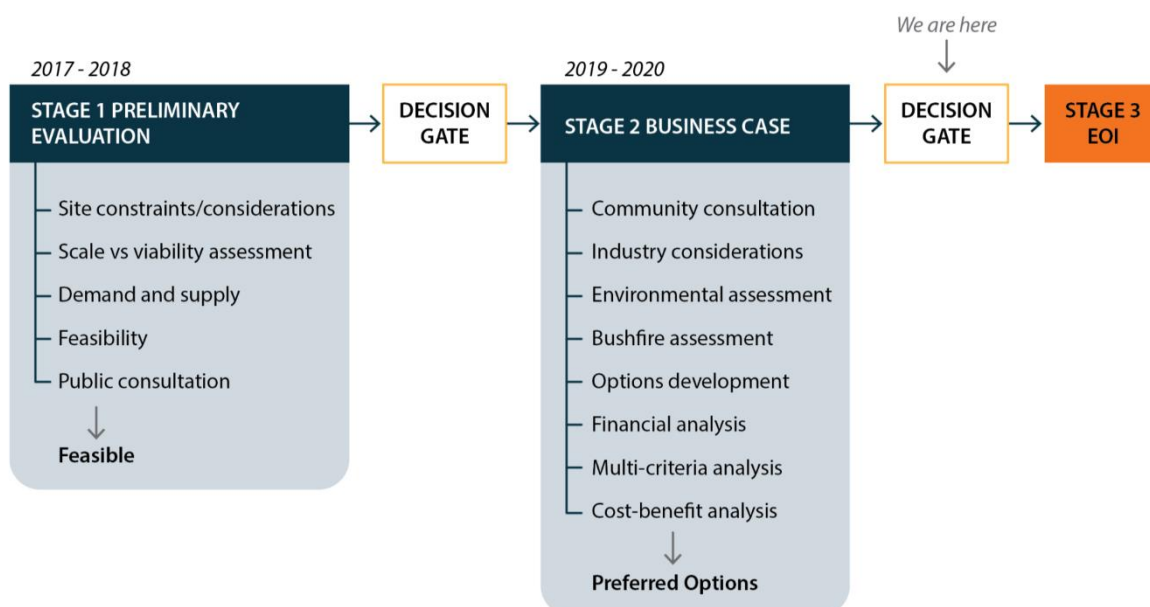 We are here
2017 - 2018
STAGE 1 PRELIMINARY
EVALUATION
Site constraints/considerations
Scale vs viability assessment
Demand and supply
Feasibility
Public consultation
Feasible
DECISION
GATE
2019 - 2020
STAGE 2 BUSINESS CASE
Community consultation
Industry considerations
Environmental assessment
Bushfire assessment
Options development
Financial analysis
Multi-criteria analysis
Cost-benefit analysis
Preferred Options
DECISION
GATE
STAGE 3
EOI